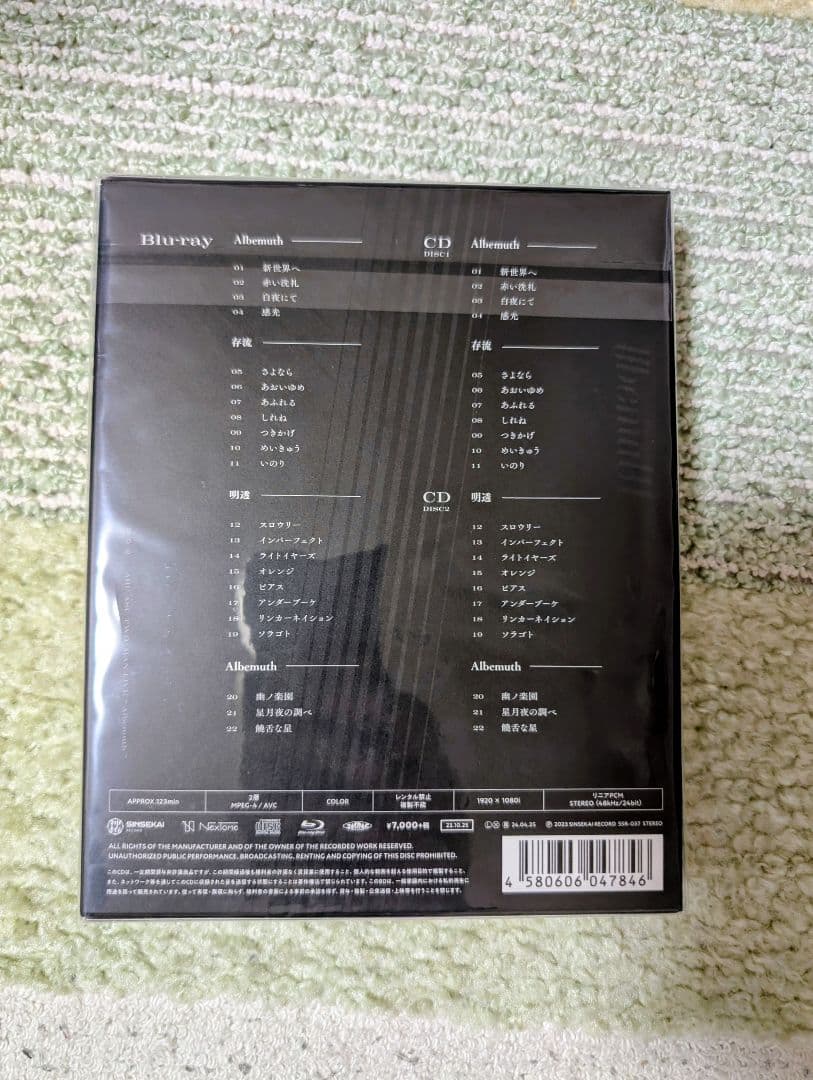 Blu-ray
Albemuth
01 新世界へ
02 赤い洗礼
03 白夜にて
04 感光
存流
05 さよなら
06 あおいゆめ
07 あふれる
08 しれね
09 つきかげ
10 めいきゅう
11 いのり
明透
12 スロウリー
13 インパーフェクト
14 ライトイヤーズ
15 オレンジ
16 ピアス
17 アンダーブーケ
18 リンカーネイション
19 ソラゴト
Albemuth
20 幽ノ楽園
21 星月夜の調べ
22 饒舌な星
CD
DISC1
Albemuth
01 新世界へ
02 赤い洗礼
03 白夜にて
04 感光
存流
05 さよなら
06 あおいゆめ
07 あふれる
08 しれね
09 つきかげ
10 めいきゅう
11 いのり
CD
DISC2
明透
12 スロウリー
13 インパーフェクト
14 ライトイヤーズ
15 オレンジ
16 ピアス
17 アンダーブーケ
18 リンカーネイション
19 ソラゴト
Albemuth
20 幽ノ楽園
21 星月夜の調べ
22 饒舌な星
APPROX.123min
2層
MPEG-4 / AVC
COLOR
レンタル禁止
複製不能
1920 × 1080i
リニアPCM
STEREO (48kHz/24bit)
SINSEKAI
RECORD
NexTone
Blu-ray Disc
¥7,000+税
23.10.25
24.04.25
Ⓟ 2023 SINSEKAI RECORD SSR-037 STEREO
ALL RIGHTS OF THE MANUFACTURER AND OF THE OWNER OF THE RECORDED WORK RESERVED.
UNAUTHORIZED PUBLIC PERFORMANCE, BROADCASTING, RENTING AND COPYING OF THIS DISC PROHIBITED.
4 580606 047846